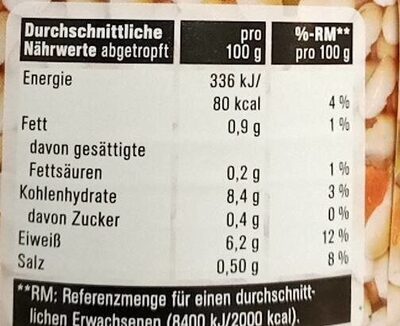 Durchschnittliche pro %-RM**
Nährwerte abgetropft 100 g pro 100 g
Energie 336 kJ/
80 kcal 4 %
Fett 0,9 g 1 %
davon gesättigte
Fettsäuren 0,2 g 1 %
Kohlenhydrate 8,4 g 3 %
davon Zucker 0,4 g 0 %
Eiweiß 6,2 g 12 %
Salz 0,50 g 8 %
**RM: Referenzmenge für einen durchschnitt-
lichen Erwachsenen (8400 kJ/2000 kcal).